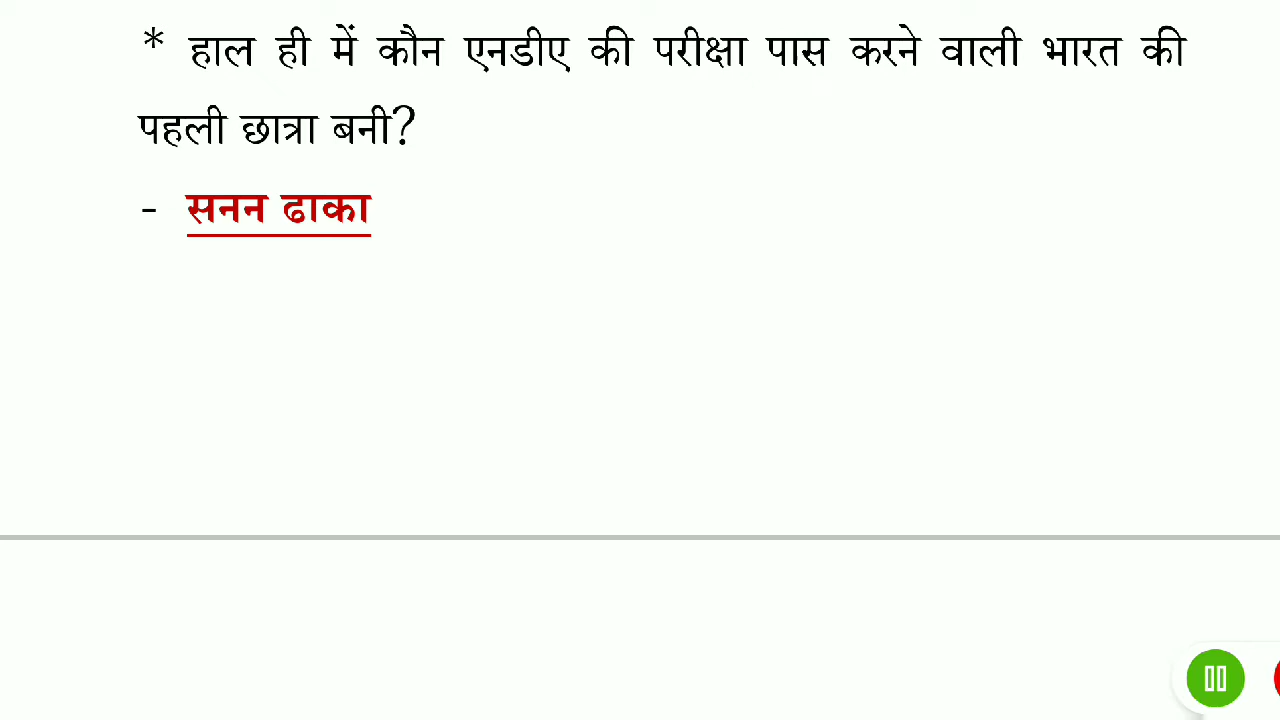 * हाल ही में कौन एनडीए की परीक्षा पास करने वाली भारत की
पहली छात्रा बनी?
- सनन ढाका